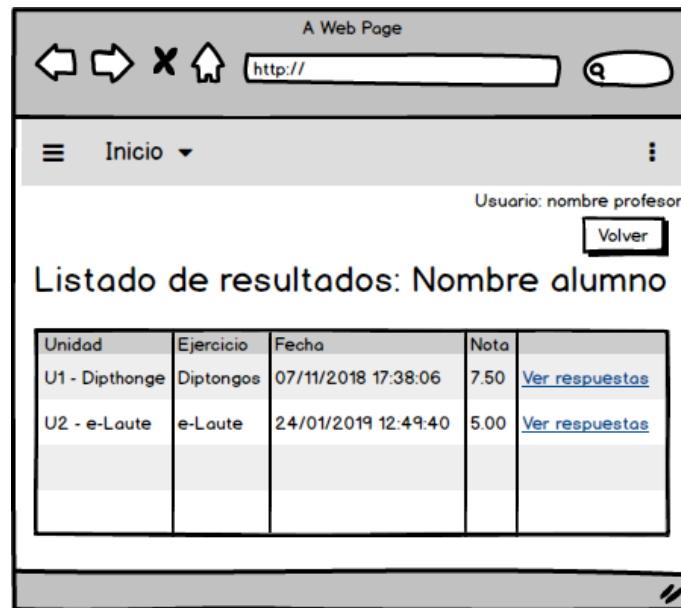 A Web Page
http://
Inicio
Usuario: nombre profesor
Volver
Listado de resultados: Nombre alumno
Unidad Ejercicio Fecha Nota
U1 - Dipthonge Diptongos 07/11/2018 17:38:06 7.50 Ver respuestas
U2 - e-Laute e-Laute 24/01/2019 12:49:40 5.00 Ver respuestas